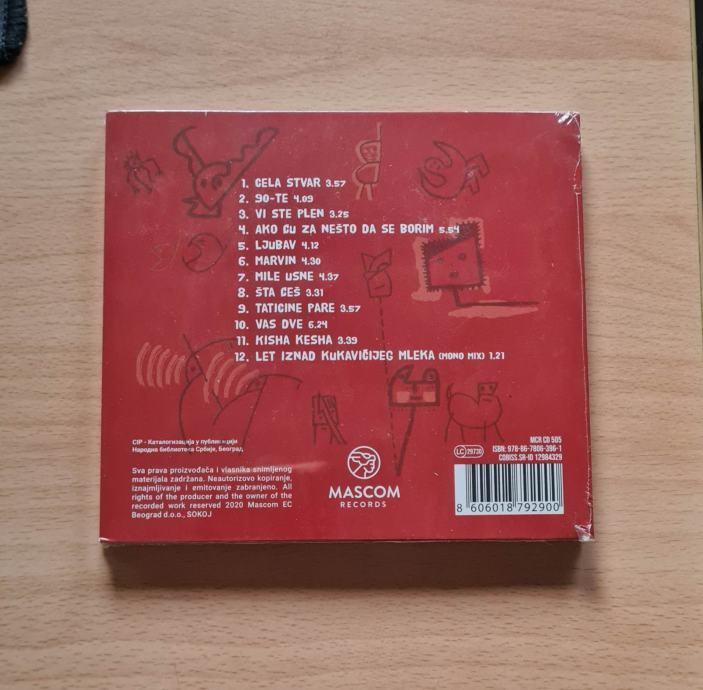 1. CELA STVAR 3.57
2. 90-TE 4.09
3. VI STE PLEN 3.25
4. AKO ĆU ZA NEŠTO DA SE BORIM 5.54
5. LJUBAV 4.12
6. MARVIN 4.30
7. MILE USNE 4.37
8. ŠTA ĆEŠ 3.31
9. TATICINE PARE 3.57
10. VAS DVE 6.24
11. KISHA KESHA 3.39
12. LET IZNAD KUKAVIČIJEG MLEKA (MONO MIX) 1.21
CIP - Каталогизација у публикацији
Народна библиотека Србије, Београд
Sva prava proizvođača i vlasnika snimljenog
materijala zadržana. Neautorizovo kopiranje,
iznajmljivanje i emitovanje zabranjeno. All
rights of the producer and the owner of the
recorded work reserved 2020 Mascom EC
Beograd d.o.o., SOKOJ
MASCOM
RECORDS
MCR CD 505
LC 29730
ISBN: 978-86-7806-396-1
COBISS.SR-ID 12984329
8 606018 792900